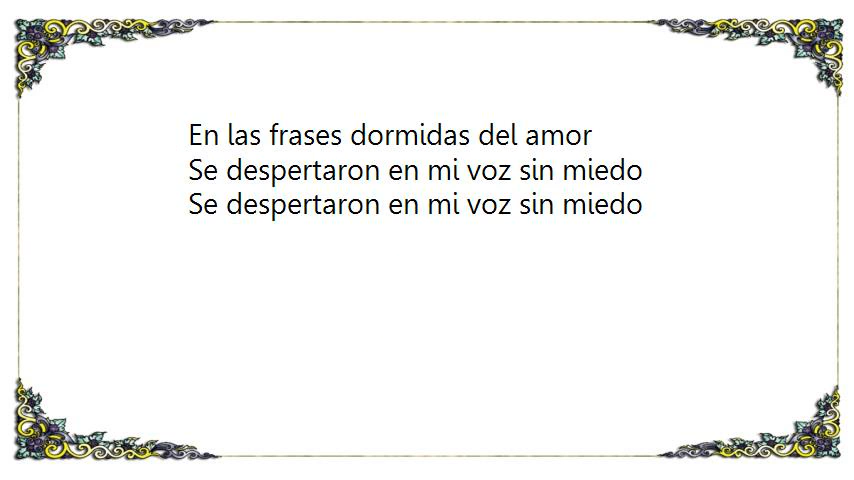 En las frases dormidas del amor
Se despertaron en mi voz sin miedo
Se despertaron en mi voz sin miedo